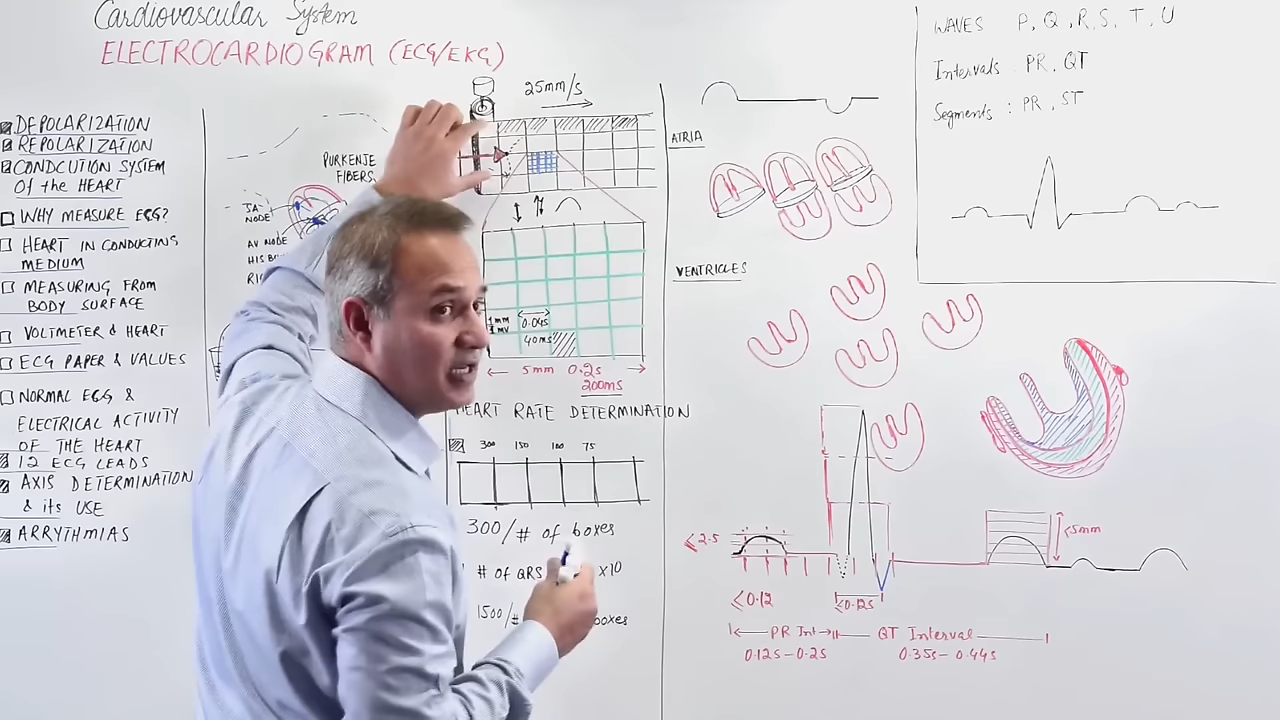 Cardiovascular System
ELECTROCARDIOGRAM (ECG/EKG)
DEPOLARIZATION
REPOLARIZATION
CONDCUTION SYSTEM
Of the HEART
WHY MEASURE ECG?
HEART IN CONDUCTING
MEDIUM
MEASURING FROM
BODY SURFACE
VOLTMETER & HEART
ECG PAPER & VALUES
NORMAL EGG &
ELECTRICAL ACTIVITY
OF THE HEART
12 ECG LEADS
AXIS DETERMINATION
& its USE
ARRYTHMIAS
PURKENJE
FIBERS
SA
NODE
AV NODE
HIS
25mm/s
1mm
mV
0.04s
40ms
5mm 0.2s
200ms
HEART RATE DETERMINATION
300 150 100 75
300/# of boxes
# of QRS x10
1500/# boxes
ATRIA
VENTRICLES
≤2.5
≤0.12
≤0.12s
<5mm
PR Int
QT Interval
0.12s-0.2s
0.35s-0.44s
WAVES P, Q, R, S, T, U
Intervals : PR, QT
Segments : PR, ST